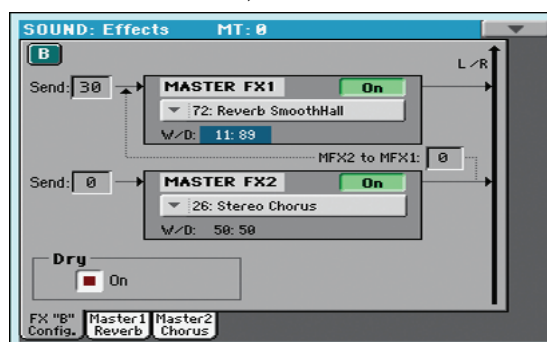 SOUND: Effects MT: 0
B
L/R
Send: 30
MASTER FX1 On
72: Reverb SmoothHall
W/D: 11: 89
MFX2 to MFX1: 0
Send: 0
MASTER FX2 On
26: Stereo Chorus
W/D: 50: 50
Dry
On
FX "B" Config.
Master1 Reverb
Master2 Chorus